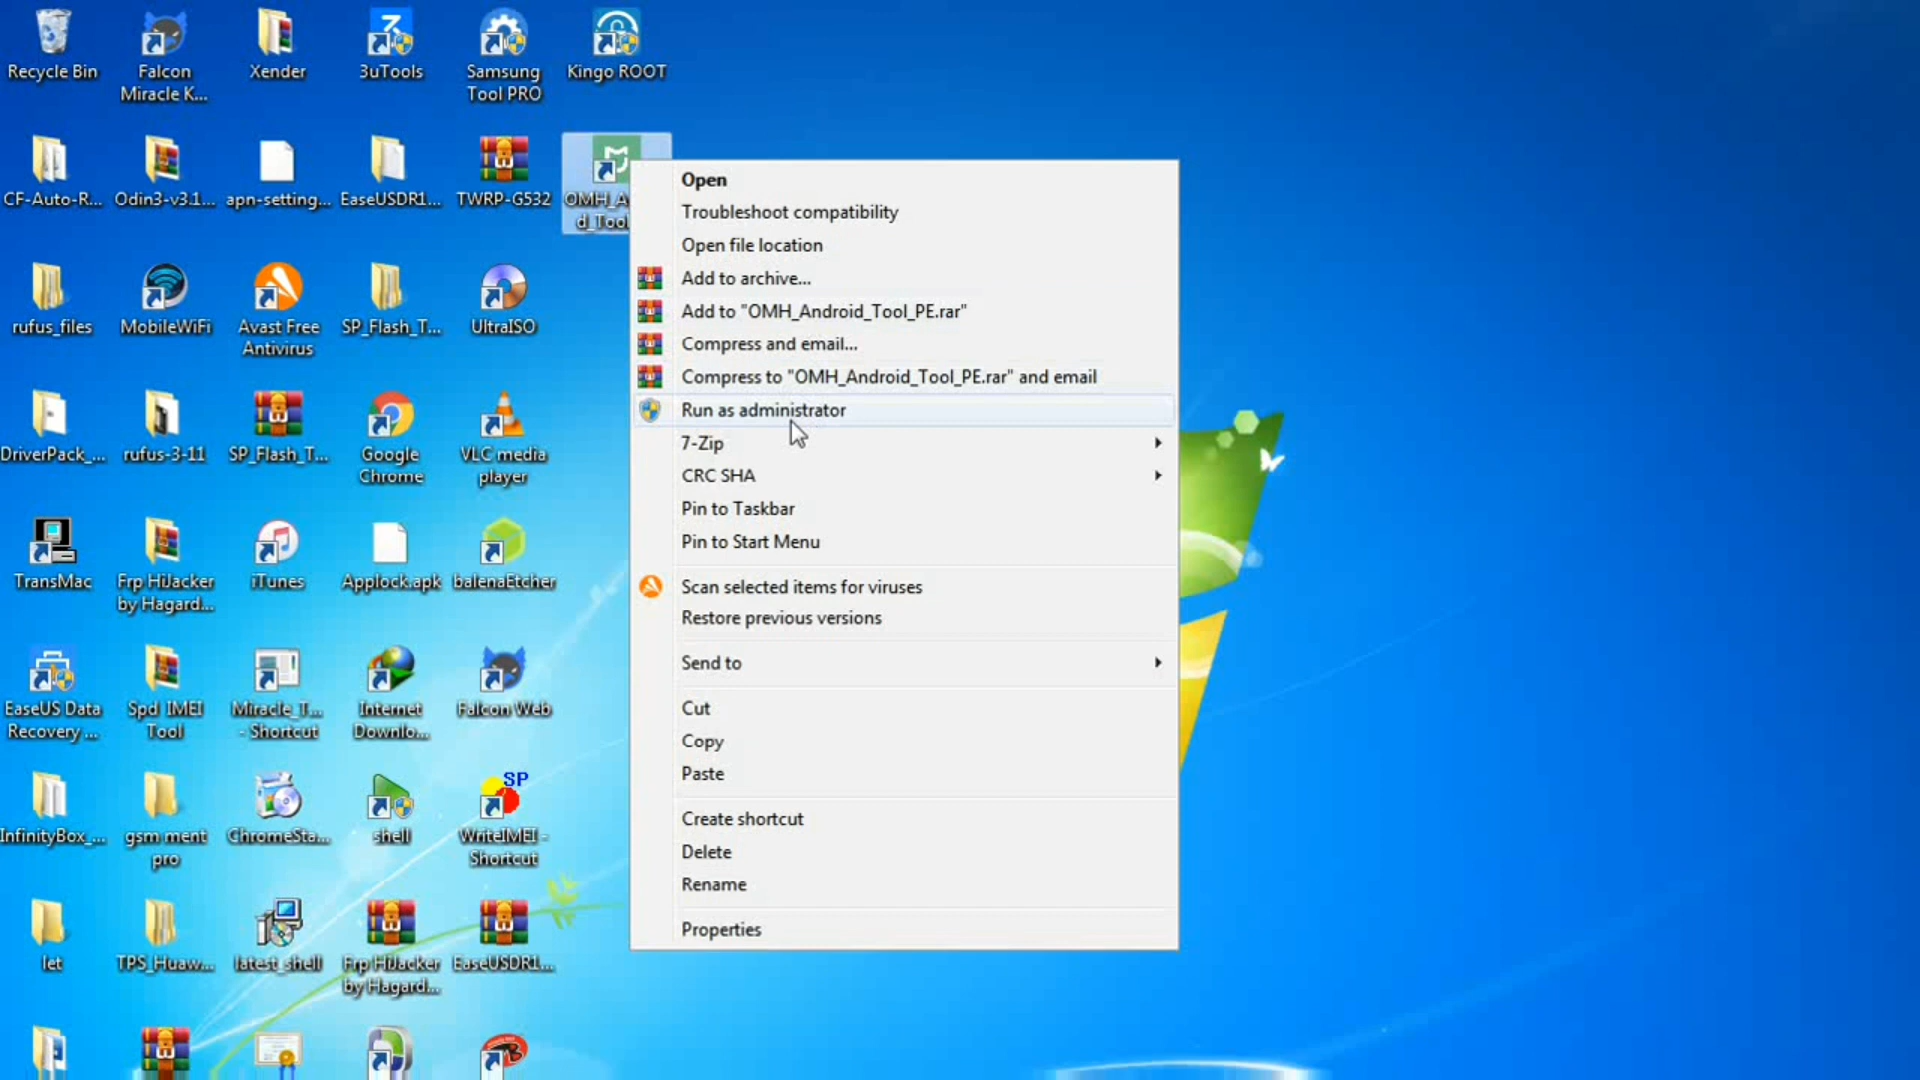 Recycle Bin
Falcon
Miracle K...
Xender
3uTools
Samsung
Tool PRO
Kingo ROOT
CF-Auto-R...
Odin3-v3.1...
apn-setting...
EaseUSDR1...
TWRP-G532
OMH_A
d_Tool
rufus_files
MobileWiFi
Avast Free
Antivirus
SP_Flash_T...
UltraISO
DriverPack_...
rufus-3-11
SP_Flash_T...
Google
Chrome
VLC media
player
TransMac
Frp HiJacker
by Hagard...
iTunes
Applock.apk
balenaEtcher
EaseUS Data
Recovery ...
Spd IMEI
Tool
Miracle_T...
- Shortcut
Internet
Downlo...
Falcon Web
InfinityBox_...
gsm ment
pro
ChromeSta...
shell
SP
WriteIMEI -
Shortcut
let
TPS_Huaw...
latest_shell
Frp HiJacker
by Hagard...
EaseUSDR1...
Open
Troubleshoot compatibility
Open file location
Add to archive...
Add to "OMH_Android_Tool_PE.rar"
Compress and email...
Compress to "OMH_Android_Tool_PE.rar" and email
Run as administrator
7-Zip
CRC SHA
Pin to Taskbar
Pin to Start Menu
Scan selected items for viruses
Restore previous versions
Send to
Cut
Copy
Paste
Create shortcut
Delete
Rename
Properties